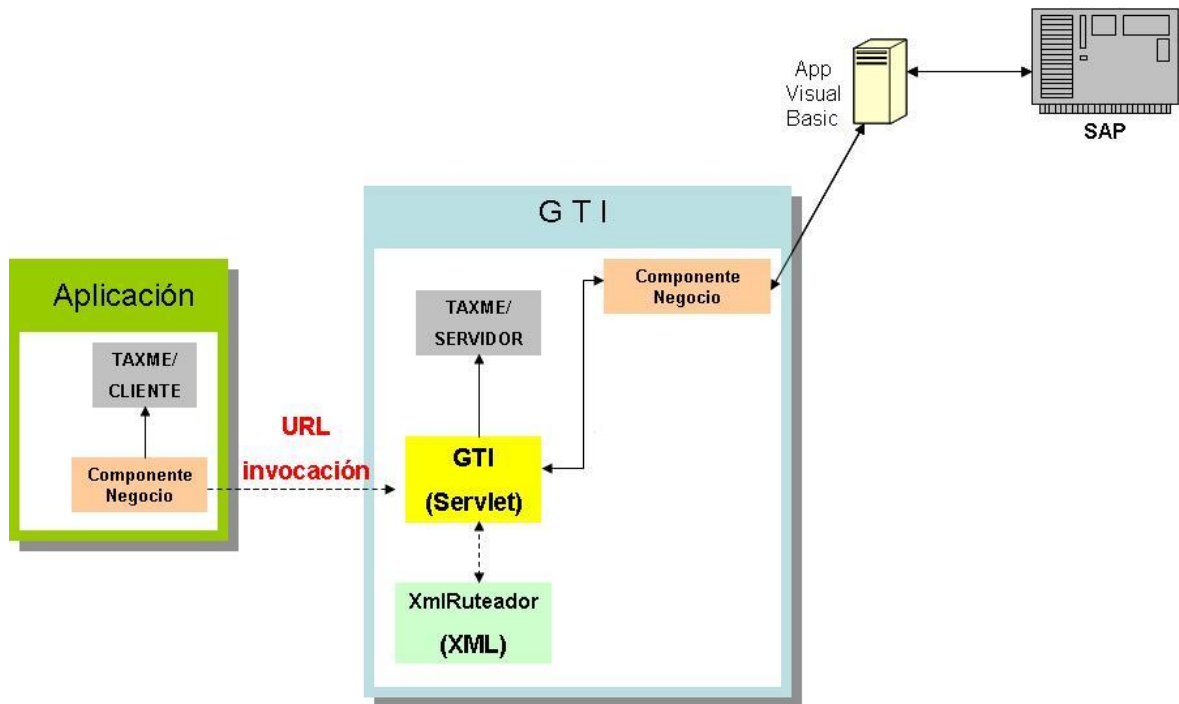 App
Visual
Basic
SAP
G T I
Aplicación
TAXME/
CLIENTE
Componente
Negocio
URL
invocación
TAXME/
SERVIDOR
Componente
Negocio
GTI
(Servlet)
XmlRuteador
(XML)